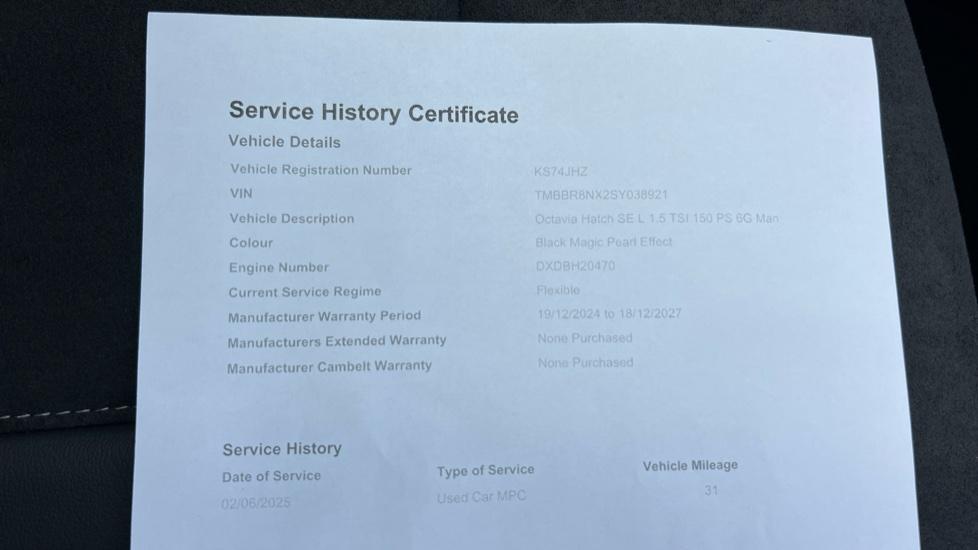 Service History Certificate
Vehicle Details
Vehicle Registration Number KS74JHZ
VIN TMBBR8NX2SY038921
Vehicle Description Octavia Hatch SE L 1.5 TSI 150 PS 6G Man
Colour Black Magic Pearl Effect
Engine Number DXDBH20470
Current Service Regime Flexible
Manufacturer Warranty Period 19/12/2024 to 18/12/2027
Manufacturers Extended Warranty None Purchased
Manufacturer Cambelt Warranty None Purchased
Service History
Date of Service Type of Service Vehicle Mileage
02/06/2025 Used Car MPC 31